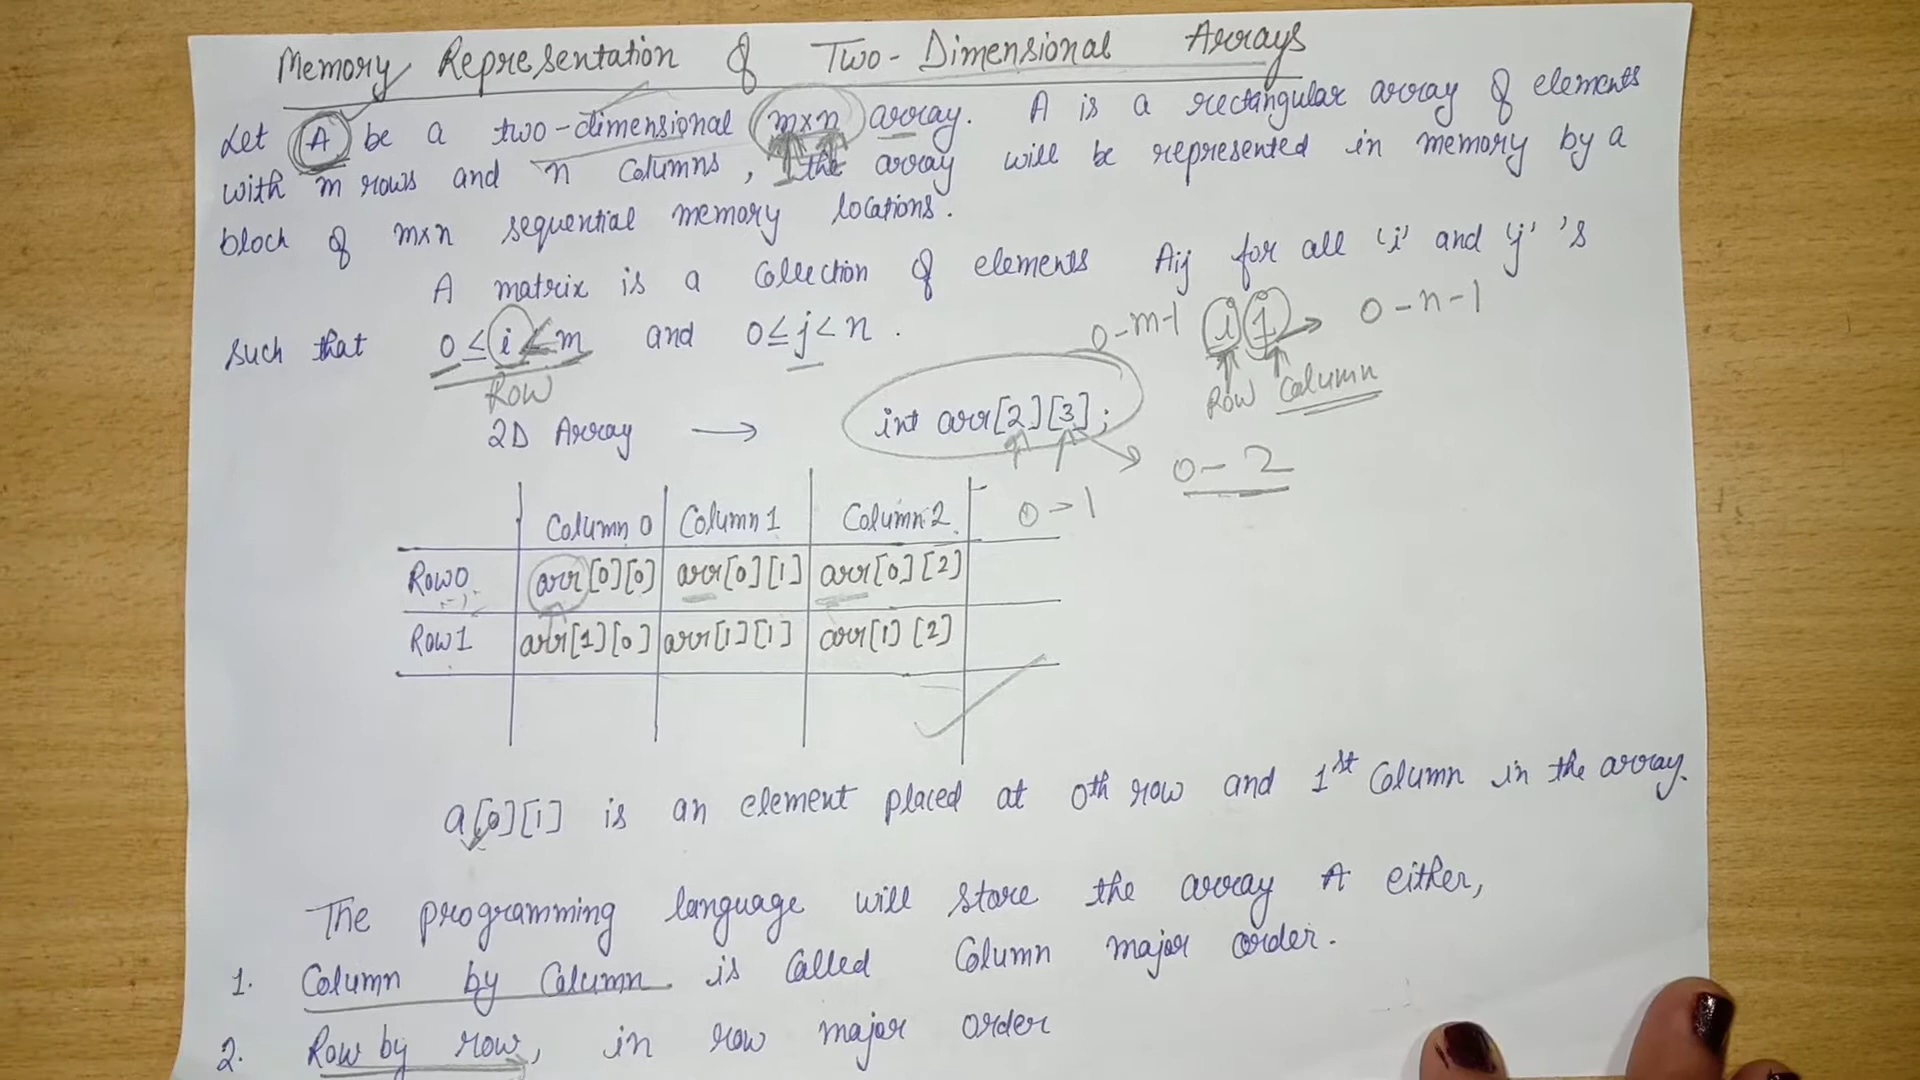 Memory Representation of Two-Dimensional Arrays
Let A be a two-dimensional m×n array. A is a rectangular array of elements
with m rows and n columns, the array will be represented in memory by a
block of m×n sequential memory locations.
A matrix is a collection of elements Aij for all 'i' and 'j' 's
such that 0≤i<m and 0≤j<n.
0-m-1 i j → 0-n-1
Row
Row Column
2D Array → int arr[2][3];
0-2
0-1
Column 0 Column 1 Column 2
Row0 arr[0][0] arr[0][1] arr[0][2]
Row1 arr[1][0] arr[1][1] arr[1][2]
a[0][1] is an element placed at 0th row and 1st column in the array.
The programming language will store the array A either,
1. Column by Column is called Column major order.
2. Row by row, in row major order